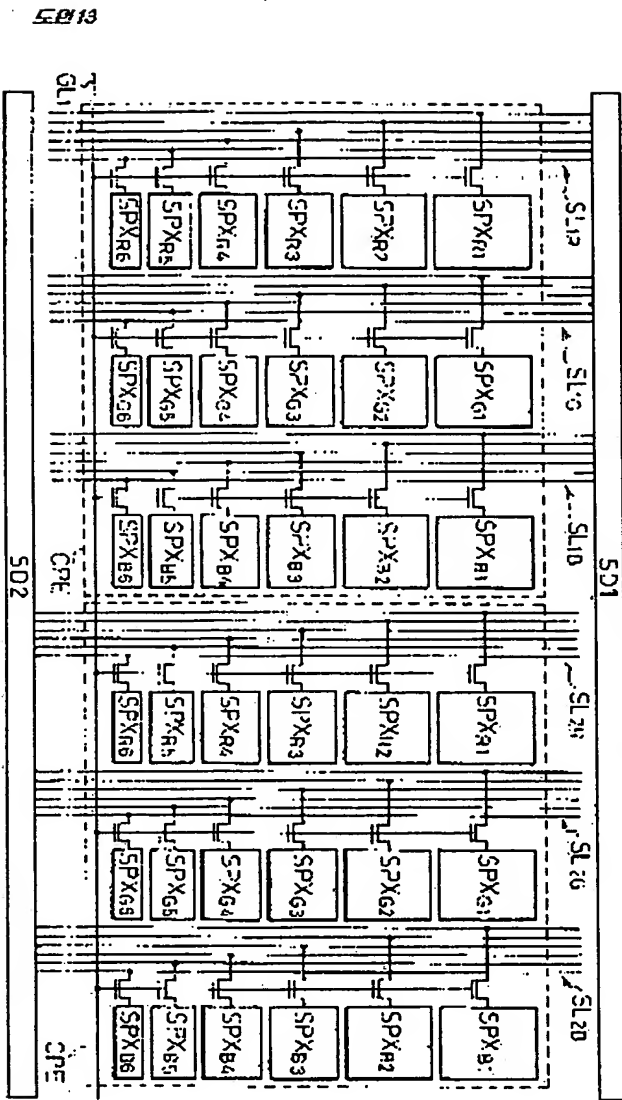 도면13
GL1
SD1
SL1R
SPXR6
SPXR5
SPXR4
SPXR3
SPXR2
SPXR1
SL1G
SPXG6
SPXG5
SPXG4
SPXG3
SPXG2
SPXG1
SL1B
SPXB6
SPXB5
SPXB4
SPXB3
SPXB2
SPXB1
CPE
SD2
SL2R
SPXR6
SPXR5
SPXR4
SPXR3
SPXR2
SPXR1
SL2G
SPXG6
SPXG5
SPXG4
SPXG3
SPXG2
SPXG1
SL2B
SPXB6
SPXB5
SPXB4
SPXB3
SPXB2
SPXB1
CPE